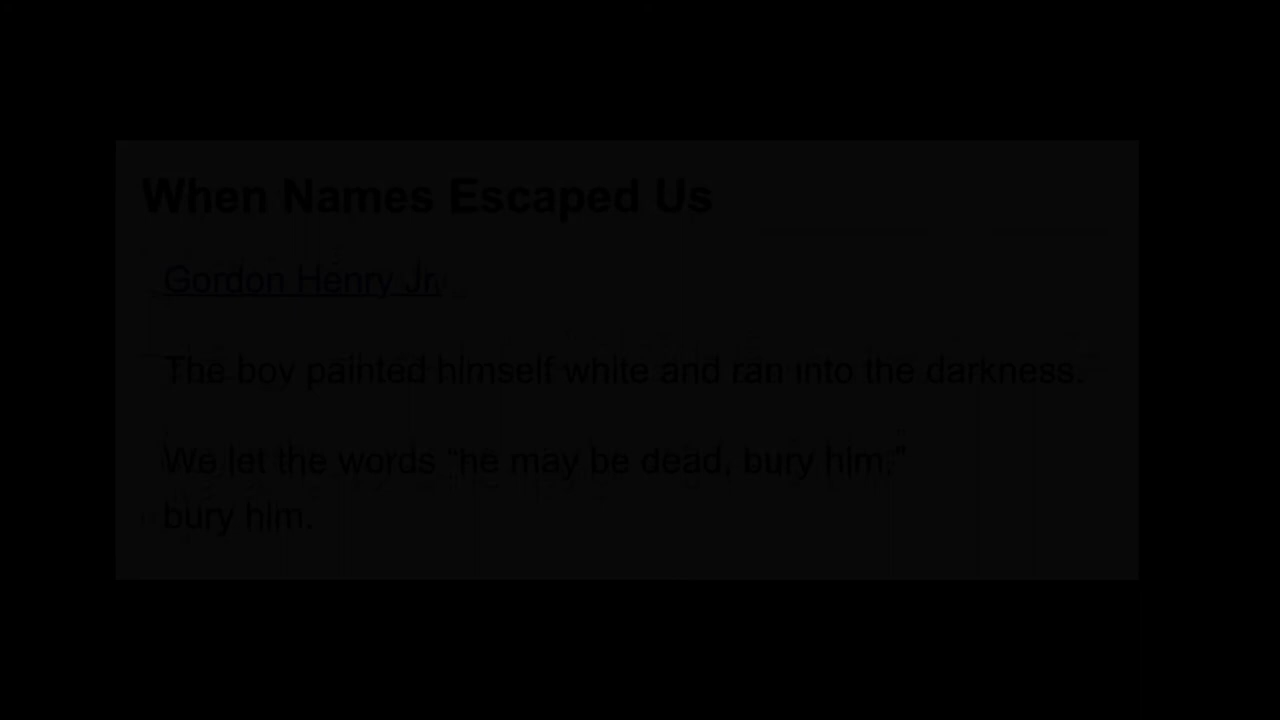 When Names Escaped Us
Gordon Henry Jr.
The boy painted himself white and ran into the darkness.
We let the words “he may be dead, bury him,”
bury him.